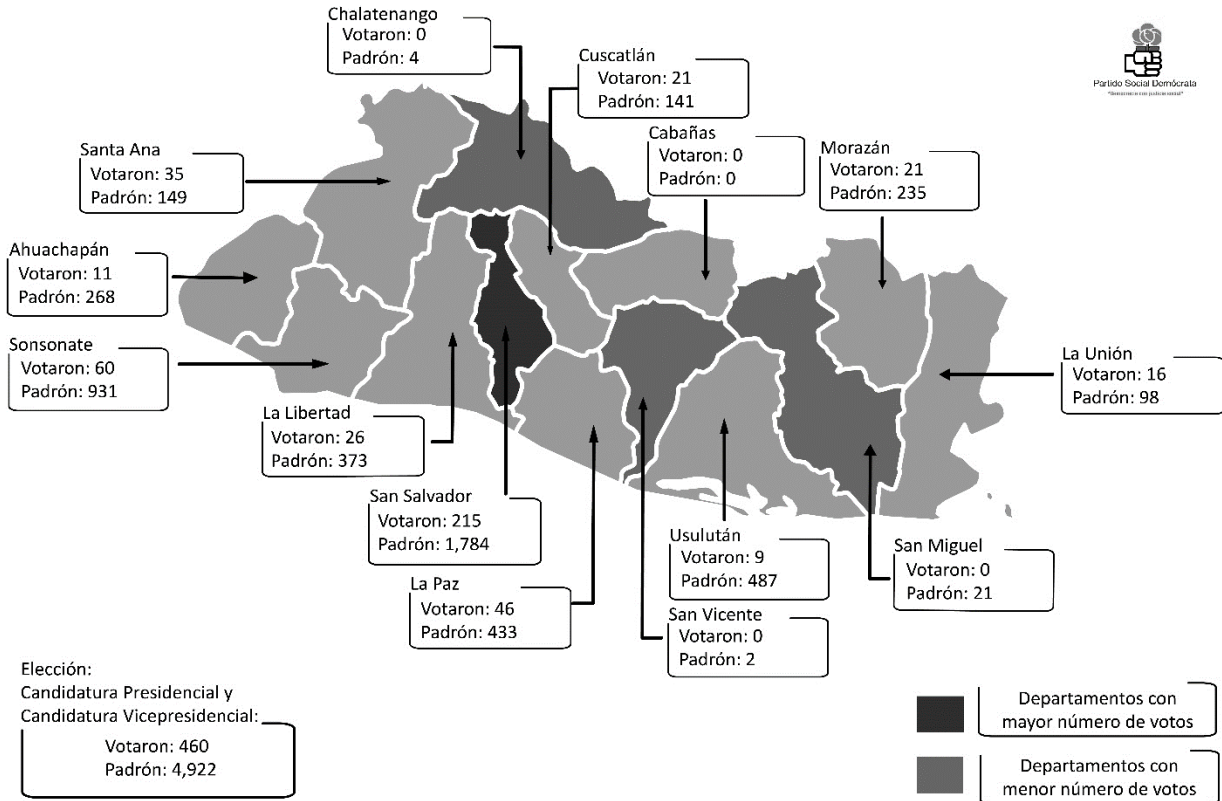 Chalatenango
Votaron: 0
Padrón: 4
Cuscatlán
Votaron: 21
Padrón: 141
Partido Social Demócrata
Cabañas
Votaron: 0
Padrón: 0
Morazán
Votaron: 21
Padrón: 235
Santa Ana
Votaron: 35
Padrón: 149
Ahuachapán
Votaron: 11
Padrón: 268
Sonsonate
Votaron: 60
Padrón: 931
La Unión
Votaron: 16
Padrón: 98
La Libertad
Votaron: 26
Padrón: 373
San Salvador
Votaron: 215
Padrón: 1,784
La Paz
Votaron: 46
Padrón: 433
Usulután
Votaron: 9
Padrón: 487
San Vicente
Votaron: 0
Padrón: 2
San Miguel
Votaron: 0
Padrón: 21
Elección:
Candidatura Presidencial y
Candidatura Vicepresidencial:
Votaron: 460
Padrón: 4,922
Departamentos con
mayor número de votos
Departamentos con
menor número de votos